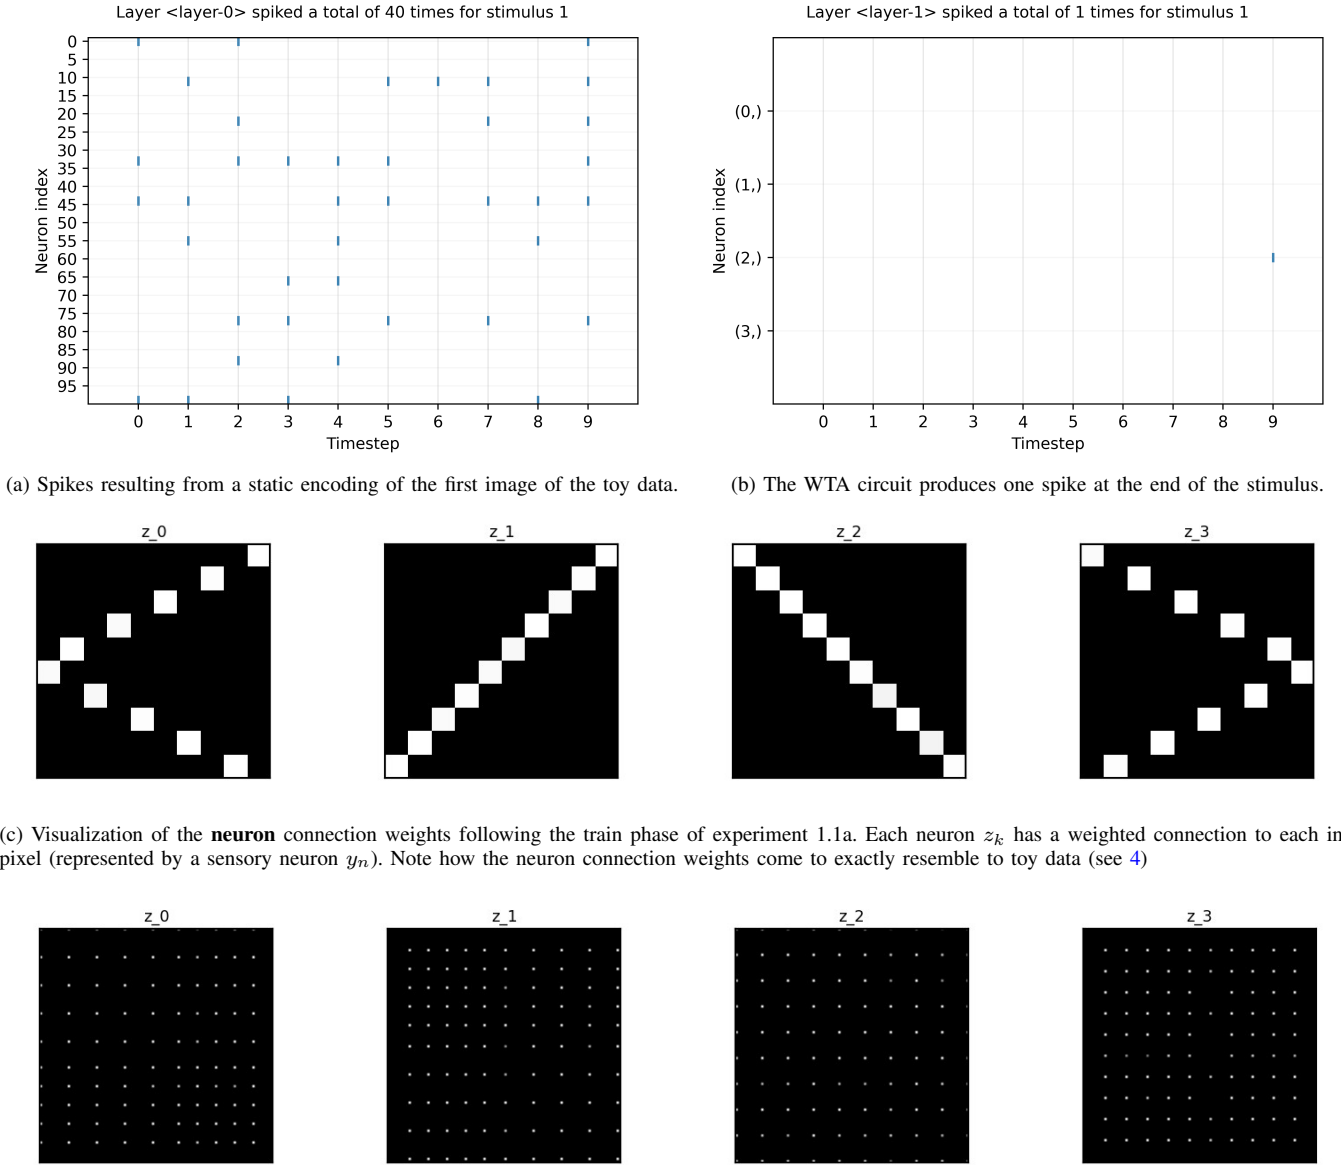 Layer <layer-0> spiked a total of 40 times for stimulus 1
0
5
10
15
20
25
30
35
40
45
50
55
60
65
70
75
80
85
90
95
Neuron index
0 1 2 3 4 5 6 7 8 9
Timestep
Layer <layer-1> spiked a total of 1 times for stimulus 1
(0,)
(1,)
(2,)
(3,)
Neuron index
0 1 2 3 4 5 6 7 8 9
Timestep
(a) Spikes resulting from a static encoding of the first image of the toy data.
(b) The WTA circuit produces one spike at the end of the stimulus.
z_0 z_1 z_2 z_3
(c) Visualization of the neuron connection weights following the train phase of experiment 1.1a. Each neuron z_k has a weighted connection to each in
pixel (represented by a sensory neuron y_n). Note how the neuron connection weights come to exactly resemble to toy data (see 4)
z_0 z_1 z_2 z_3